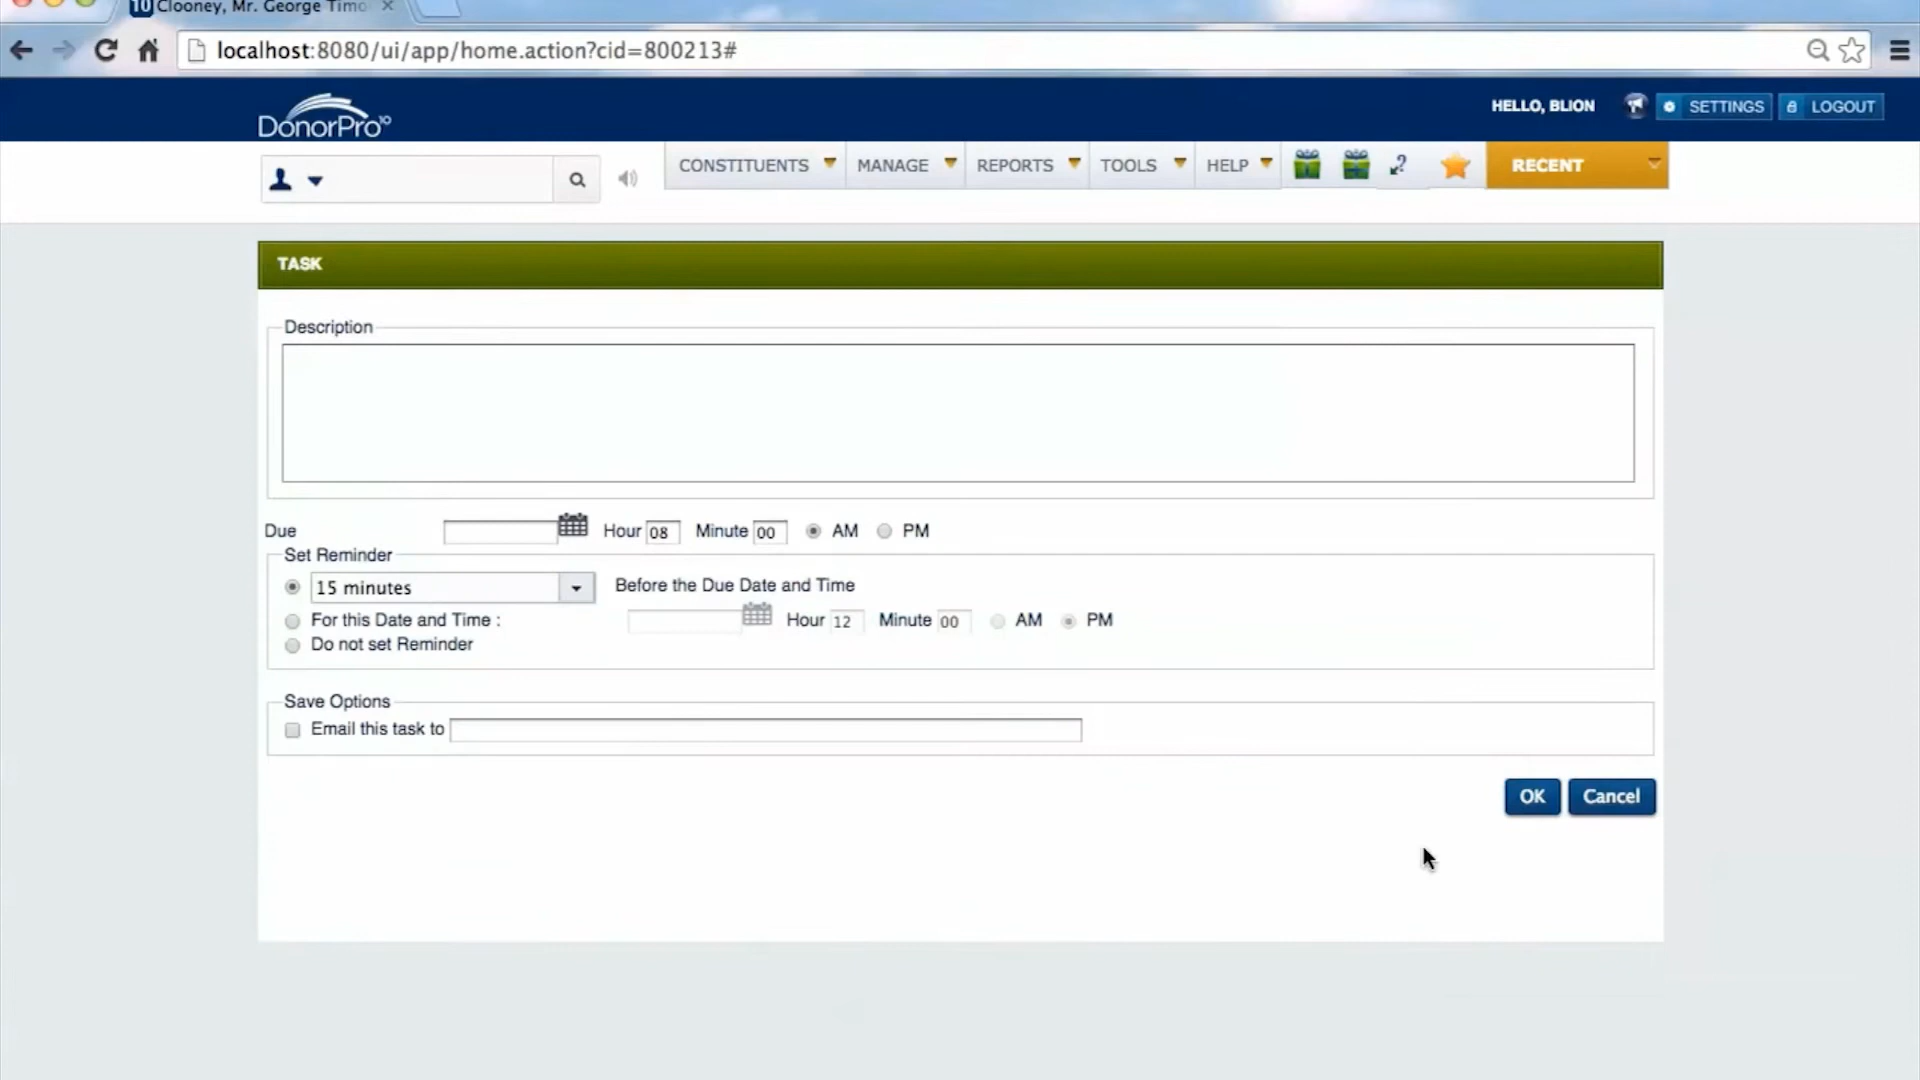 10 Clooney, Mr. George Timo
localhost:8080/ui/app/home.action?cid=800213#
DonorPro10
HELLO, BLION
SETTINGS
LOGOUT
CONSTITUENTS
MANAGE
REPORTS
TOOLS
HELP
RECENT
TASK
Description
Due
Hour 08 Minute 00 AM PM
Set Reminder
15 minutes Before the Due Date and Time
For this Date and Time : Hour 12 Minute 00 AM PM
Do not set Reminder
Save Options
Email this task to
OK Cancel